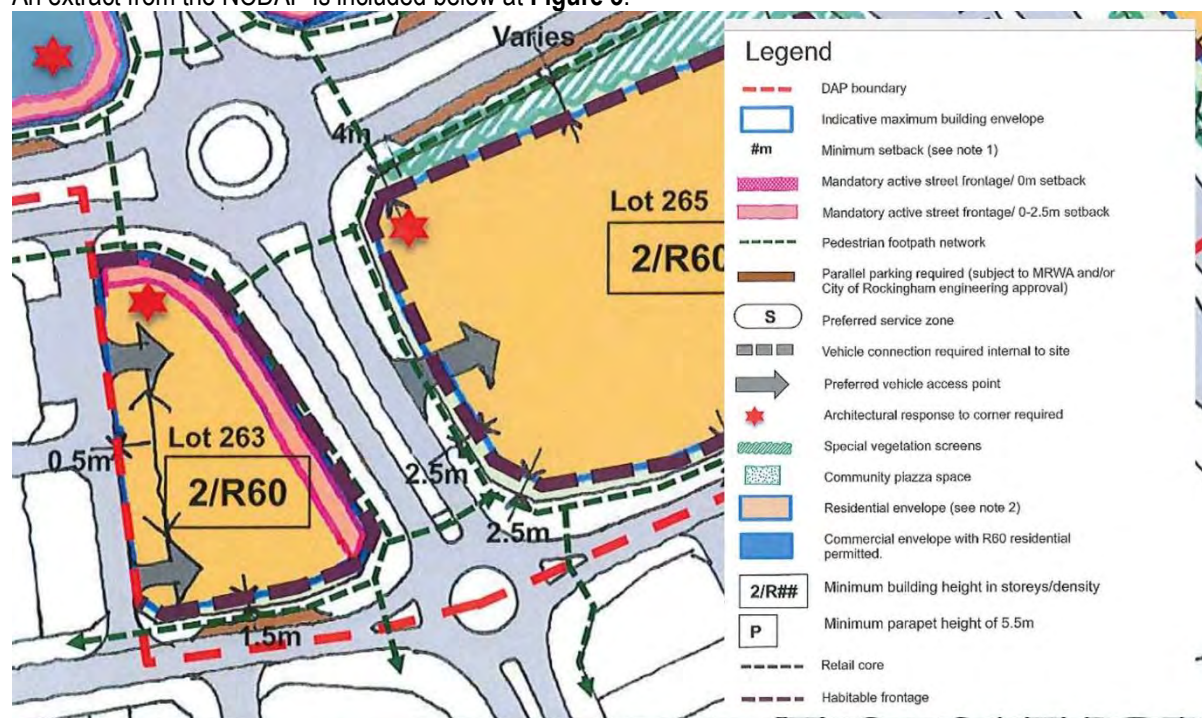 An extract from the NCDAP is included below at Figure 3.
Varies
4m
Lot 265
2/R60
Lot 263
0.5m
2/R60
2.5m
2.5m
1.5m
Legend
DAP boundary
Indicative maximum building envelope
#m Minimum setback (see note 1)
Mandatory active street frontage/ 0m setback
Mandatory active street frontage/ 0-2.5m setback
Pedestrian footpath network
Parallel parking required (subject to MRWA and/or
City of Rockingham engineering approval)
S Preferred service zone
Vehicle connection required internal to site
Preferred vehicle access point
Architectural response to corner required
Special vegetation screens
Community piazza space
Residential envelope (see note 2)
Commercial envelope with R60 residential
permitted.
2/R## Minimum building height in storeys/density
P Minimum parapet height of 5.5m
Retail core
Habitable frontage